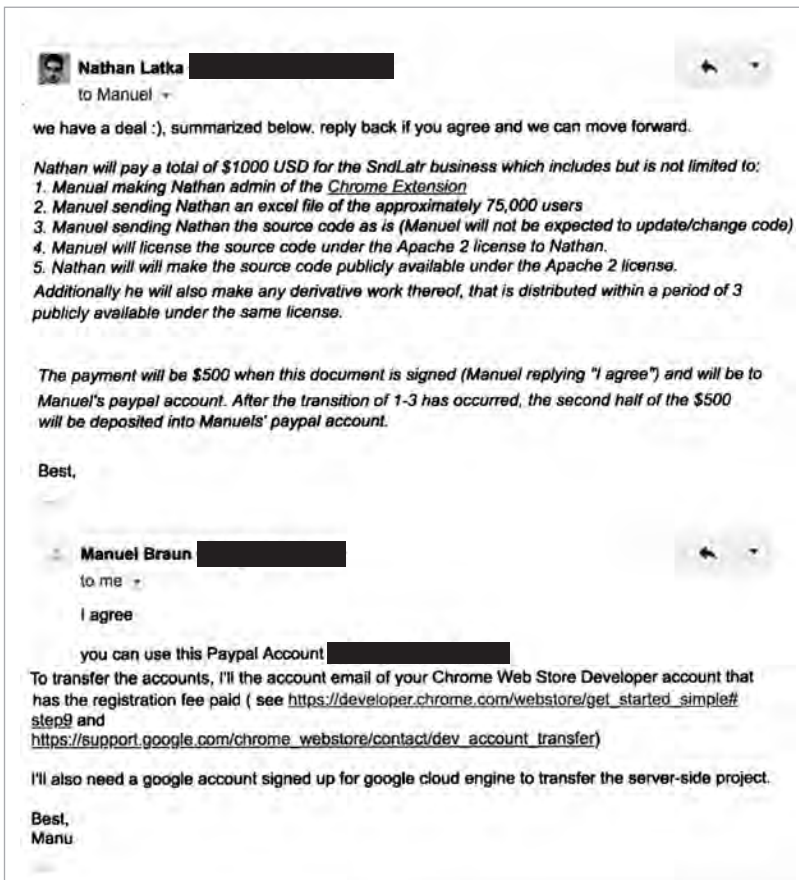 Nathan Latka
to Manuel
we have a deal :), summarized below. reply back if you agree and we can move forward.
Nathan will pay a total of $1000 USD for the SndLatr business which includes but is not limited to:
1. Manual making Nathan admin of the Chrome Extension
2. Manuel sending Nathan an excel file of the approximately 75,000 users
3. Manuel sending Nathan the source code as is (Manuel will not be expected to update/change code)
4. Manuel will license the source code under the Apache 2 license to Nathan.
5. Nathan will will make the source code publicly available under the Apache 2 license.
Additionally he will also make any derivative work thereof, that is distributed within a period of 3
publicly available under the same license.
The payment will be $500 when this document is signed (Manuel replying "I agree") and will be to
Manuel's paypal account. After the transition of 1-3 has occurred, the second half of the $500
will be deposited into Manuels' paypal account.
Best,
Manuel Braun
to me
I agree
you can use this Paypal Account
To transfer the accounts, I'll the account email of your Chrome Web Store Developer account that
has the registration fee paid ( see https://developer.chrome.com/webstore/get_started_simple#
step9 and
https://support.google.com/chrome_webstore/contact/dev_account_transfer)
I'll also need a google account signed up for google cloud engine to transfer the server-side project.
Best,
Manu